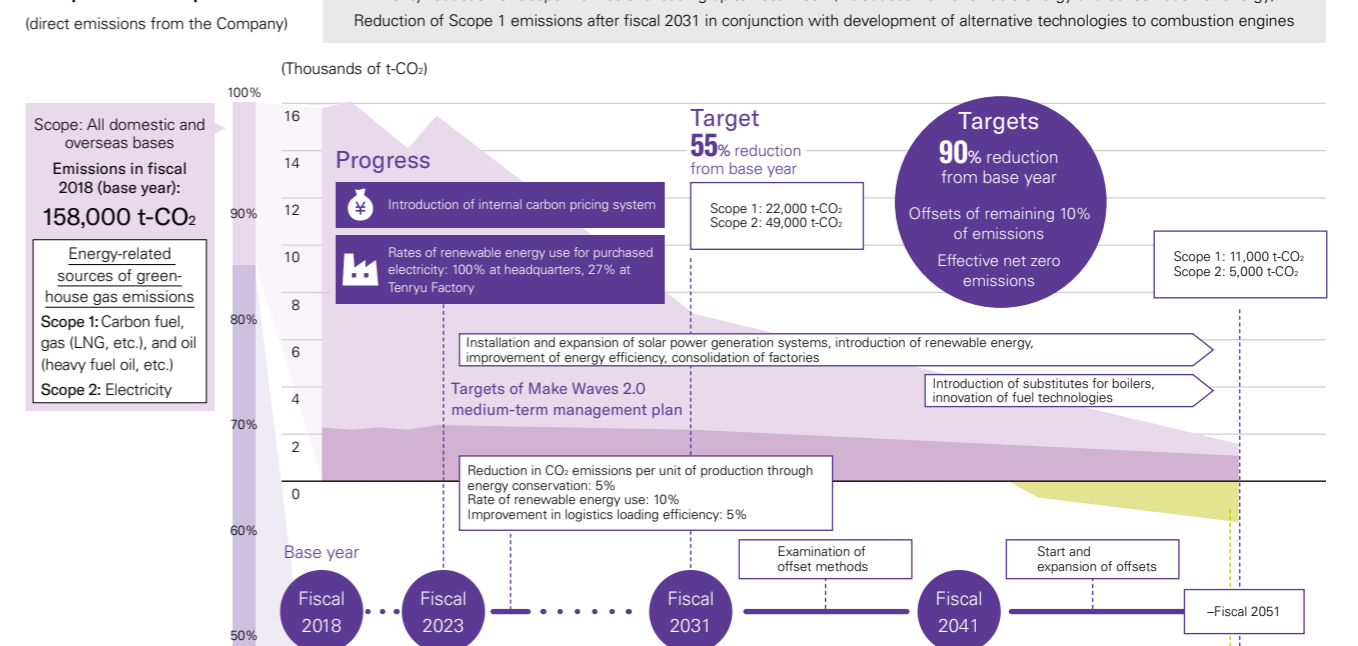 (direct emissions from the Company)
Reduction of Scope 1 emissions after fiscal 2031 in conjunction with development of alternative technologies to combustion engines
(Thousands of t-CO₂)
100%
90%
80%
70%
60%
50%
Scope: All domestic and
overseas bases
Emissions in fiscal
2018 (base year):
158,000 t-CO₂
Energy-related
sources of green-
house gas emissions
Scope 1: Carbon fuel,
gas (LNG, etc.), and oil
(heavy fuel oil, etc.)
Scope 2: Electricity
16
14
12
10
8
6
4
2
0
Progress
¥
Introduction of internal carbon pricing system
Rates of renewable energy use for purchased
electricity: 100% at headquarters, 27% at
Tenryu Factory
Target
55% reduction
from base year
Scope 1: 22,000 t-CO₂
Scope 2: 49,000 t-CO₂
Targets
90% reduction
from base year
Offsets of remaining 10%
of emissions
Effective net zero
emissions
Scope 1: 11,000 t-CO₂
Scope 2: 5,000 t-CO₂
Installation and expansion of solar power generation systems, introduction of renewable energy,
improvement of energy efficiency, consolidation of factories
Introduction of substitutes for boilers,
innovation of fuel technologies
Targets of Make Waves 2.0
medium-term management plan
Reduction in CO₂ emissions per unit of production through
energy conservation: 5%
Rate of renewable energy use: 10%
Improvement in logistics loading efficiency: 5%
Examination of
offset methods
Start and
expansion of offsets
Base year
Fiscal
2018
Fiscal
2023
Fiscal
2031
Fiscal
2041
–Fiscal 2051